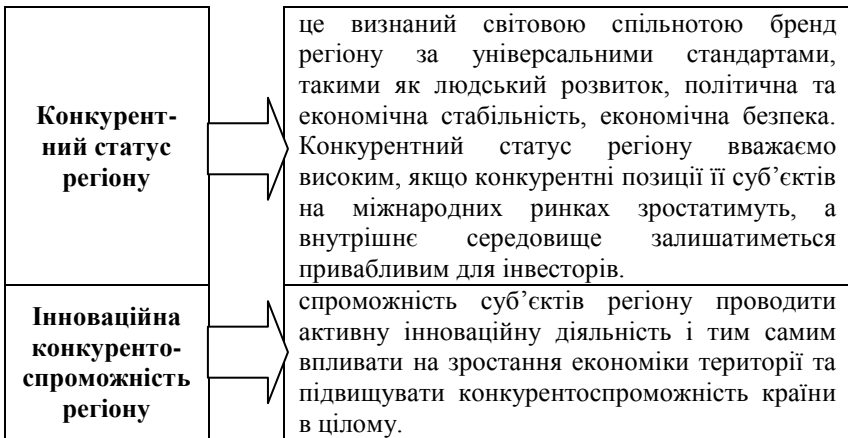 Конкурент-
ний статус
регіону
це визнаний світовою спільнотою бренд
регіону за універсальними стандартами,
такими як людський розвиток, політична та
економічна стабільність, економічна безпека.
Конкурентний статус регіону вважаємо
високим, якщо конкурентні позиції її суб’єктів
на міжнародних ринках зростатимуть, а
внутрішнє середовище залишатиметься
привабливим для інвесторів.
Інноваційна
конкуренто-
спроможність
регіону
спроможність суб’єктів регіону проводити
активну інноваційну діяльність і тим самим
впливати на зростання економіки території та
підвищувати конкурентоспроможність країни
в цілому.